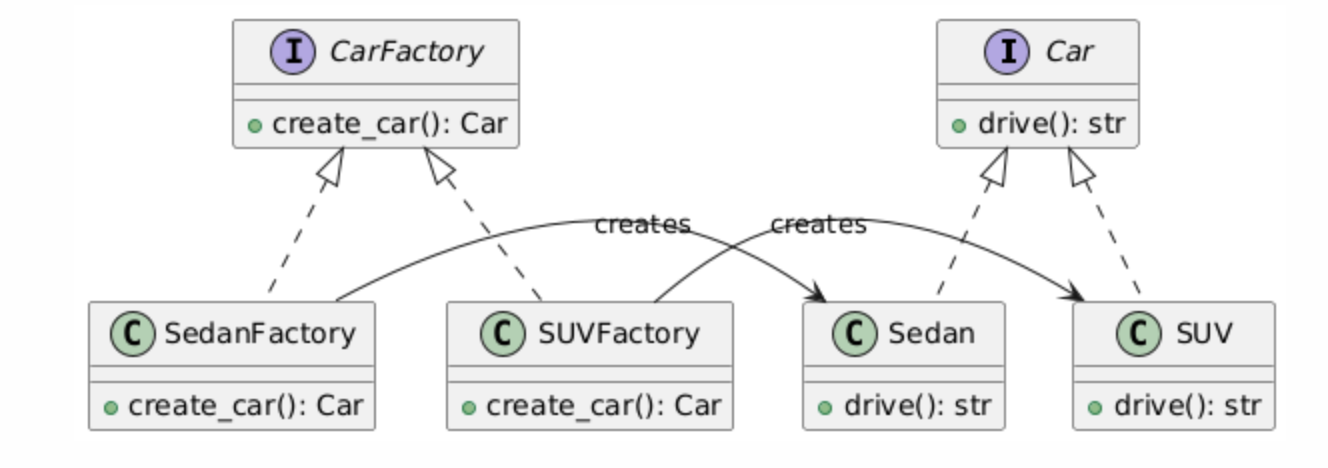 I CarFactory
I Car
create_car(): Car
drive(): str
creates
creates
C SedanFactory
C SUVFactory
C Sedan
C SUV
create_car(): Car
create_car(): Car
drive(): str
drive(): str